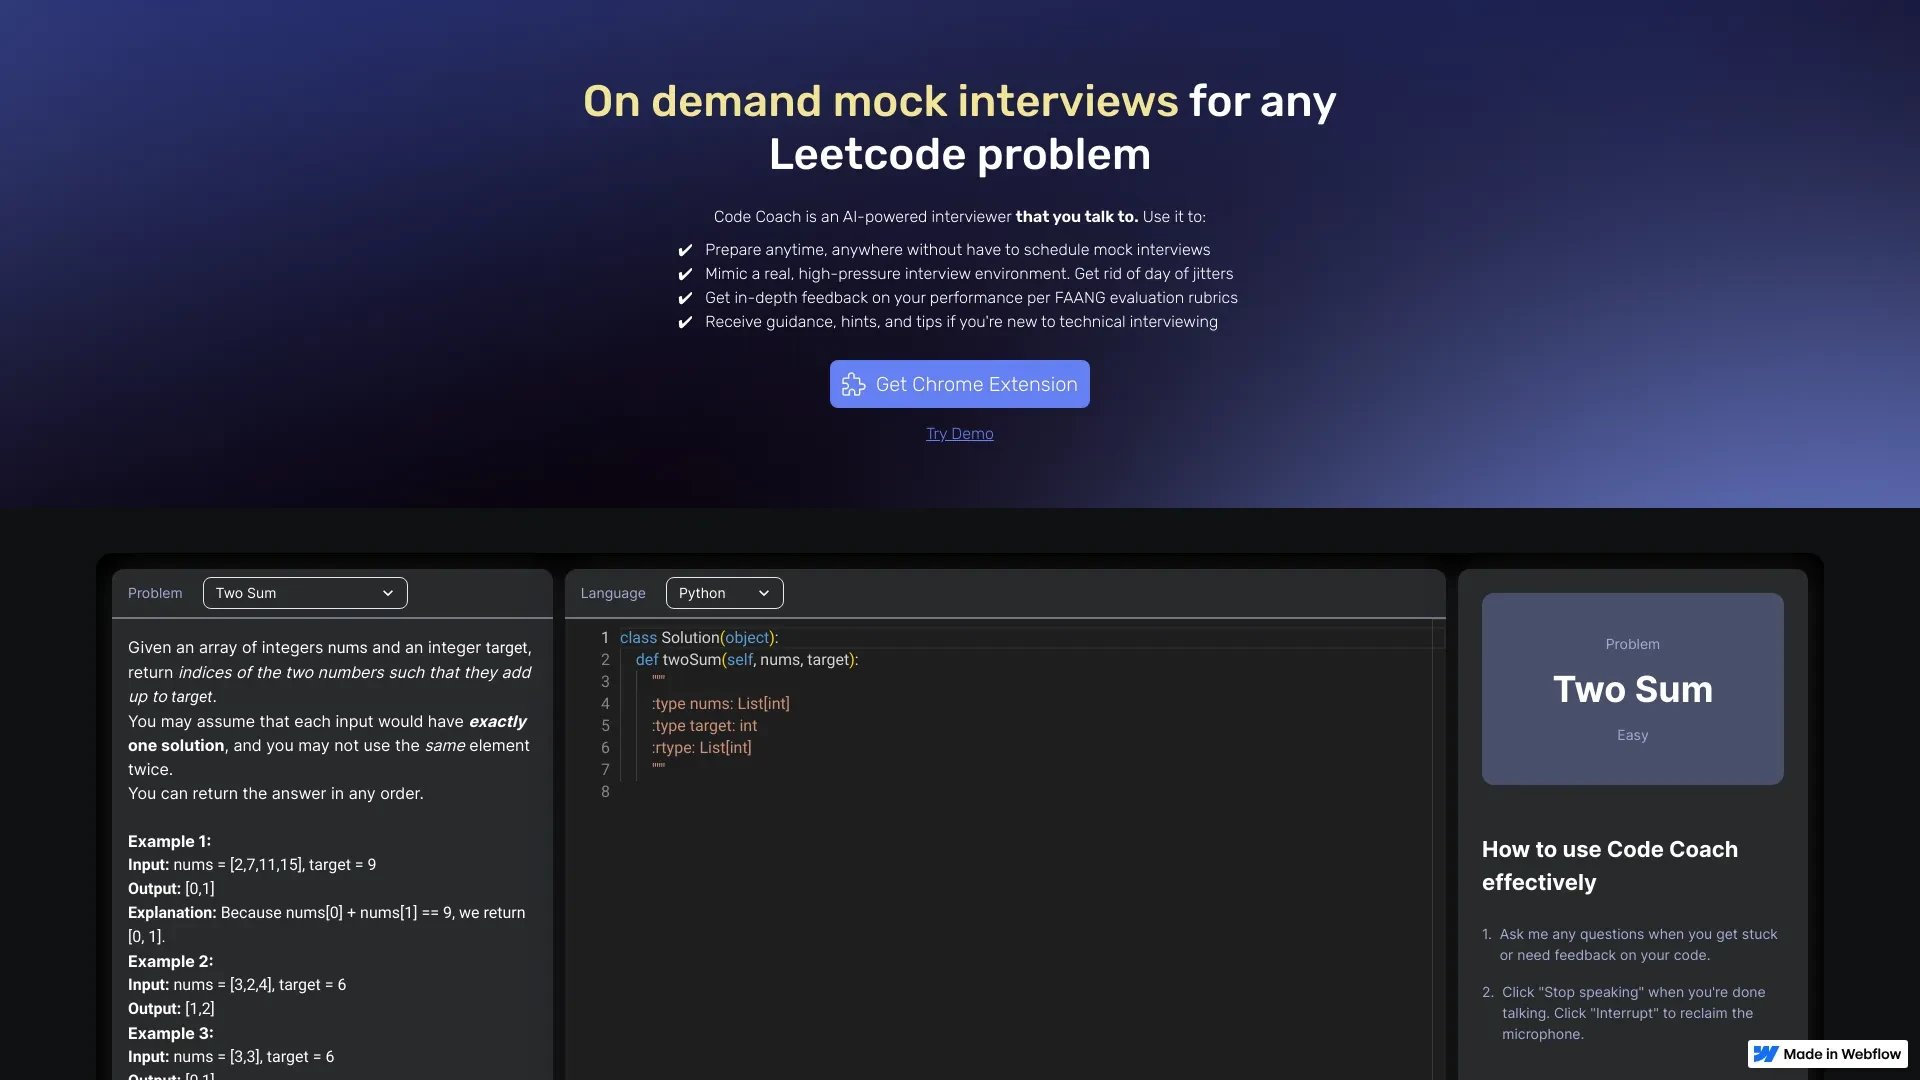 On demand mock interviews for any
Leetcode problem
Code Coach is an AI-powered interviewer that you talk to. Use it to:
✔ Prepare anytime, anywhere without have to schedule mock interviews
✔ Mimic a real, high-pressure interview environment. Get rid of day of jitters
✔ Get in-depth feedback on your performance per FAANG evaluation rubrics
✔ Receive guidance, hints, and tips if you're new to technical interviewing
Get Chrome Extension
Try Demo
Problem
Two Sum
Given an array of integers nums and an integer target,
return indices of the two numbers such that they add
up to target.
You may assume that each input would have exactly
one solution, and you may not use the same element
twice.
You can return the answer in any order.
Example 1:
Input: nums = [2,7,11,15], target = 9
Output: [0,1]
Explanation: Because nums[0] + nums[1] == 9, we return
[0, 1].
Example 2:
Input: nums = [3,2,4], target = 6
Output: [1,2]
Example 3:
Input: nums = [3,3], target = 6
Output: [0,1]
Language
Python
1 class Solution(object):
2 def twoSum(self, nums, target):
3 """
4 :type nums: List[int]
5 :type target: int
6 :rtype: List[int]
7 """
8
Problem
Two Sum
Easy
How to use Code Coach
effectively
1. Ask me any questions when you get stuck
or need feedback on your code.
2. Click "Stop speaking" when you're done
talking. Click "Interrupt" to reclaim the
microphone.
Made in Webflow